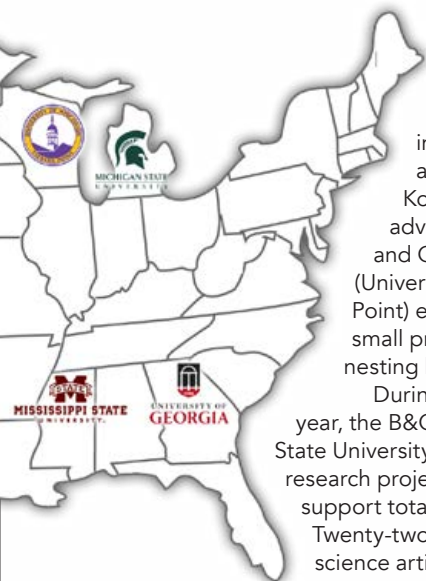 MICHIGAN STATE
UNIVERSITY
STATE
MISSISSIPPI STATE
UNIVERSITY
UNIVERSITY OF
GEORGIA
in
a
Ko
adv
and C
(Univer
Point) e
small pr
nesting
Durin
year, the B&C
State University
research proje
support tota
Twenty-two
science arti